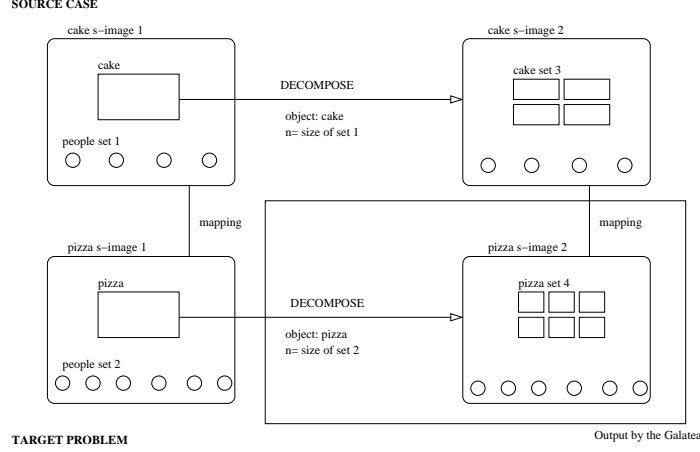 SOURCE CASE
cake s-image 1
cake s-image 2
cake
DECOMPOSE
cake set 3
object: cake
n= size of set 1
people set 1
mapping
mapping
pizza s-image 1
pizza s-image 2
pizza
DECOMPOSE
pizza set 4
object: pizza
n= size of set 2
people set 2
Output by the Galatea
TARGET PROBLEM